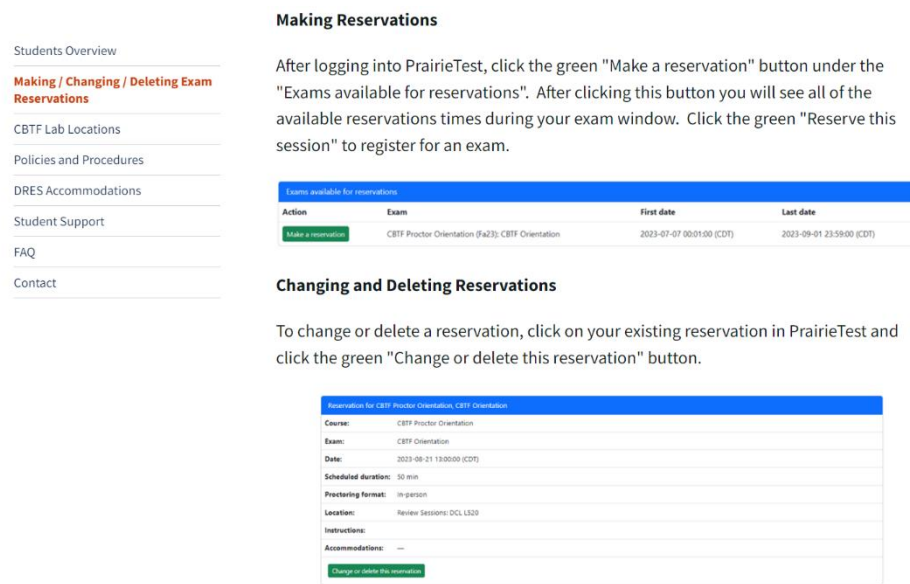 Students Overview
Making / Changing / Deleting Exam
Reservations
CBTF Lab Locations
Policies and Procedures
DRES Accommodations
Student Support
FAQ
Contact
Making Reservations
After logging into PrairieTest, click the green "Make a reservation" button under the
"Exams available for reservations".  After clicking this button you will see all of the
available reservations times during your exam window.  Click the green "Reserve this
session" to register for an exam.
Exams available for reservations
Action Exam First date Last date
Make a reservation CBTF Proctor Orientation (Fa23): CBTF Orientation 2023-07-07 00:01:00 (CDT) 2023-09-01 23:59:00 (CDT)
Changing and Deleting Reservations
To change or delete a reservation, click on your existing reservation in PrairieTest and
click the green "Change or delete this reservation" button.
Reservation for CBTF Proctor Orientation, CBTF Orientation
Course: CBTF Proctor Orientation
Exam: CBTF Orientation
Date: 2023-08-21 13:00:00 (CDT)
Scheduled duration: 50 min
Proctoring format: In-person
Location: Review Sessions: DCL L520
Instructions:
Accommodations: —
Change or delete this reservation